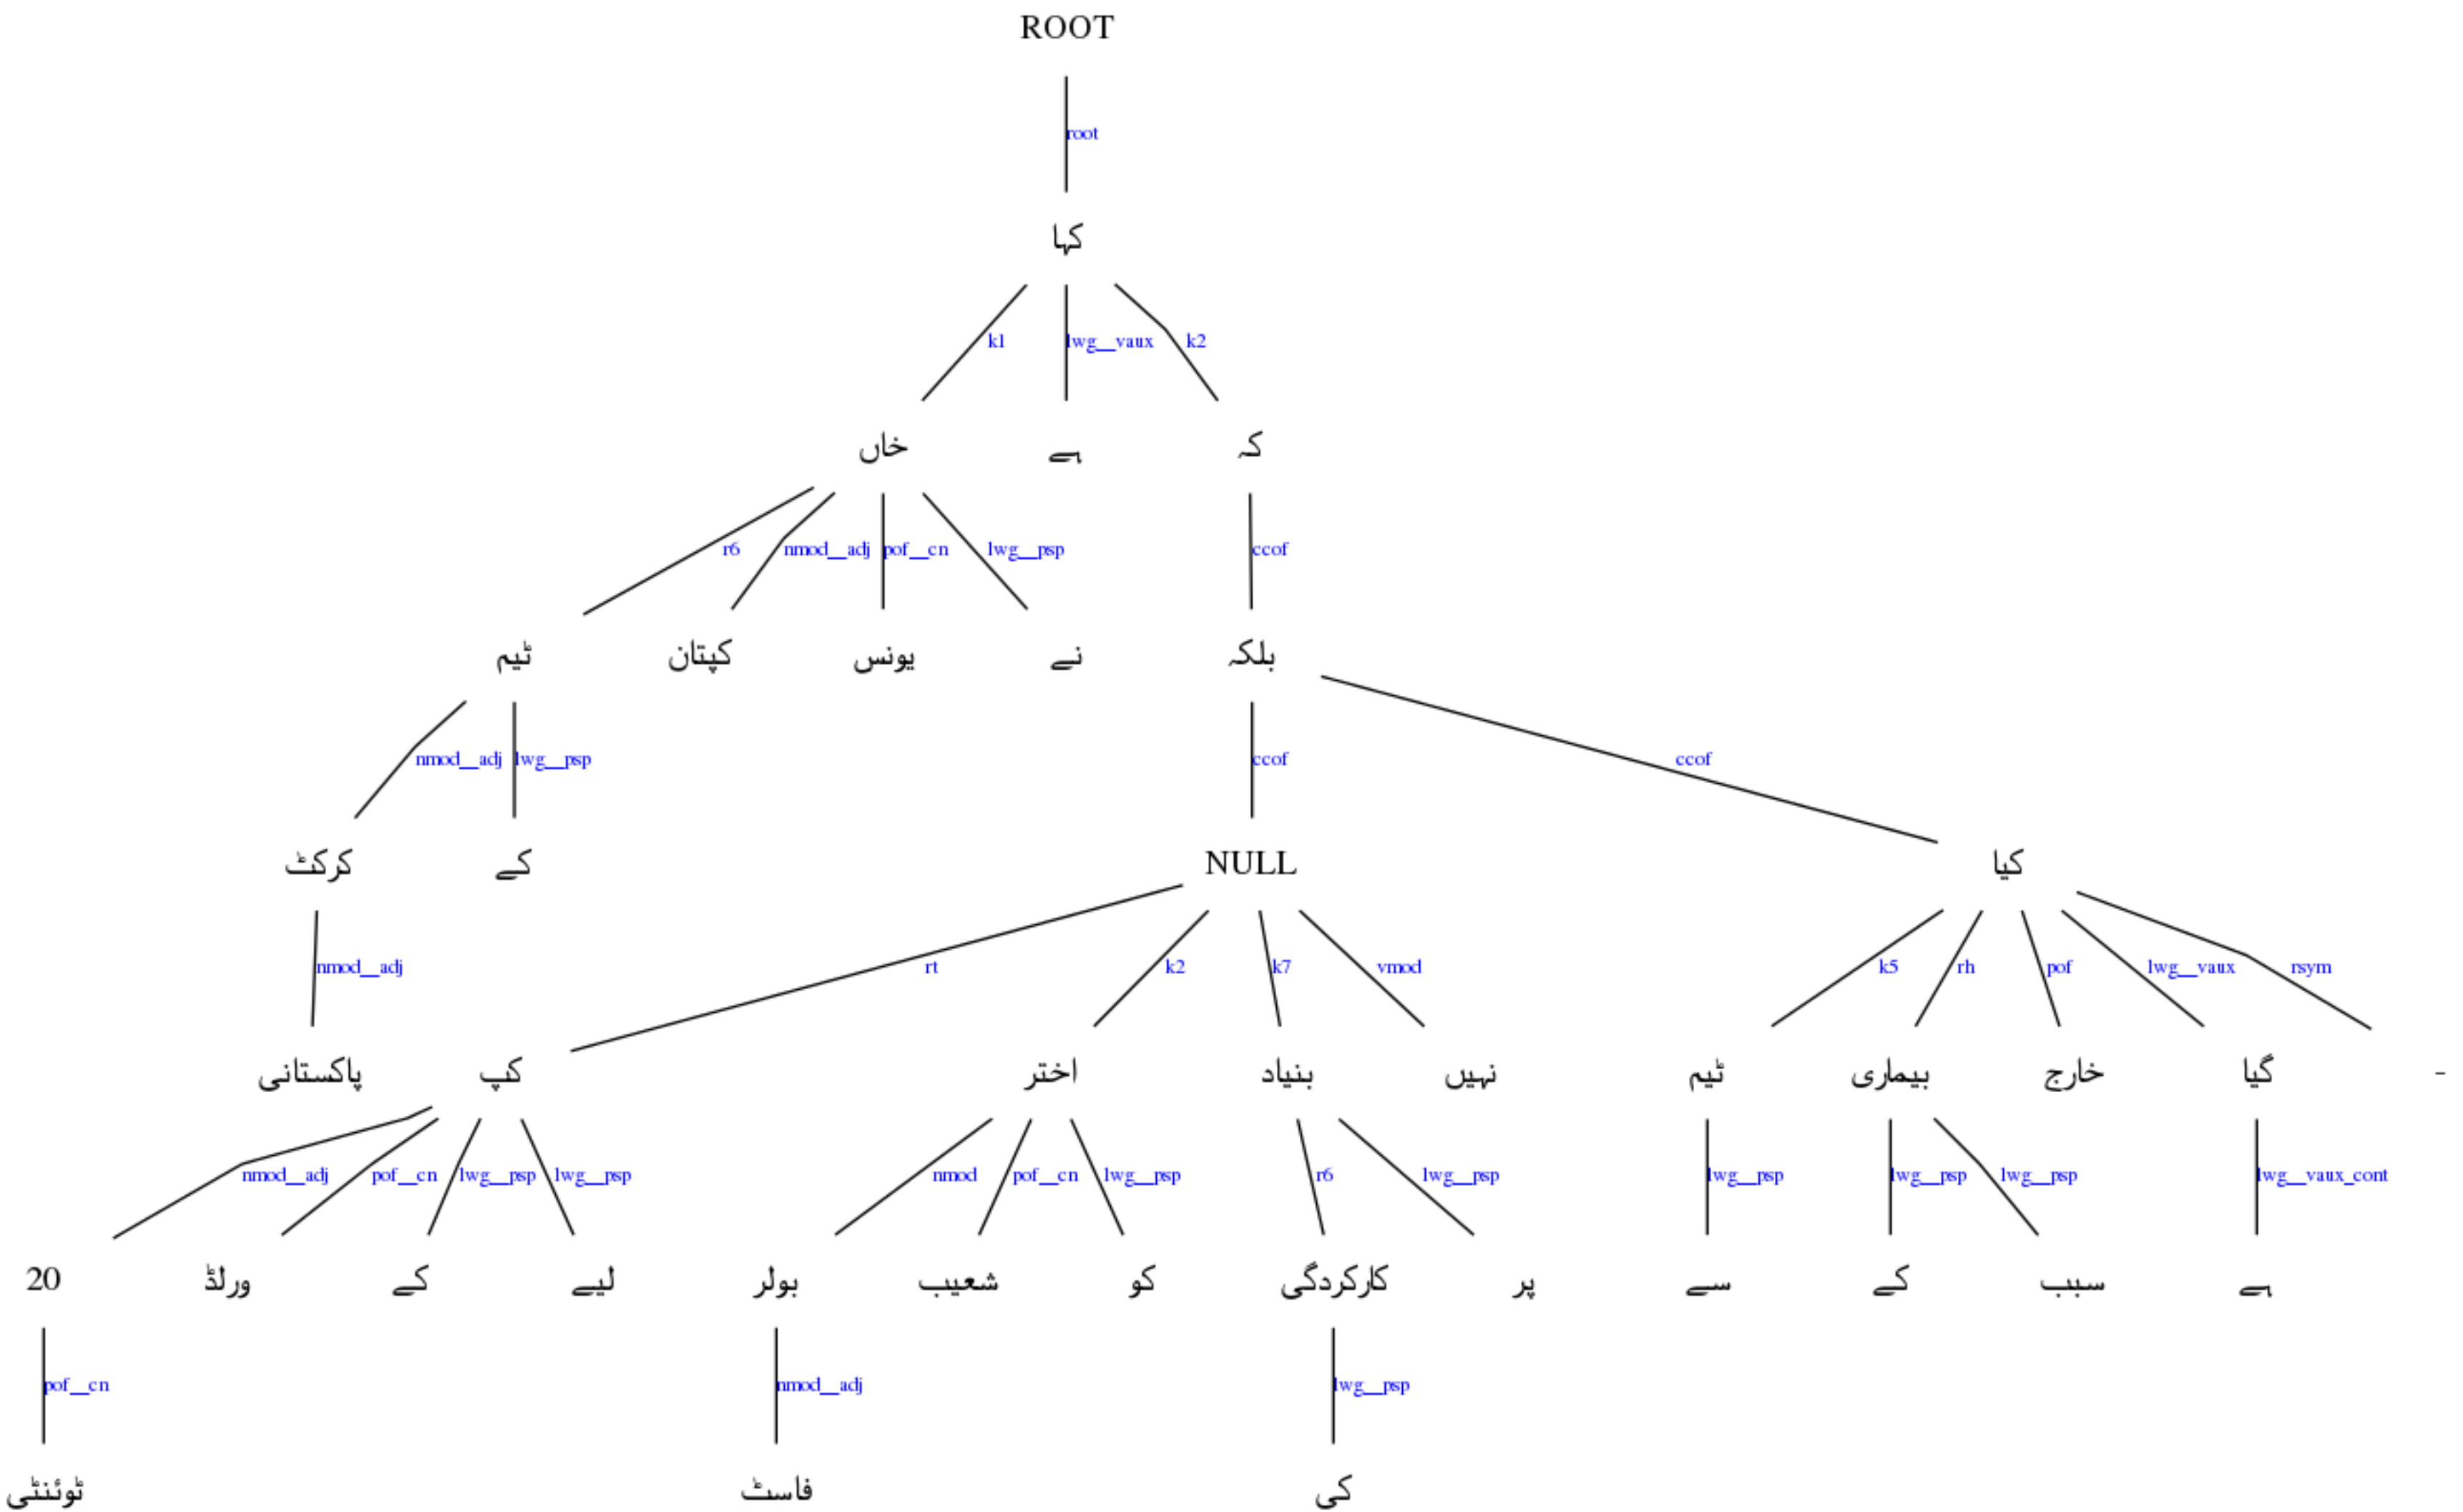 ROOT
root
کہا
k1 lwg__vaux k2
خاں ہے کہ
r6 nmod__adj pof__cn lwg__psp ccof
ٹیم کپتان یونس نے بلکہ
nmod__adj lwg__psp ccof ccof
کرکٹ کے NULL کیا
nmod__adj rt k2 k7 vmod k5 rh pof lwg__vaux rsym
پاکستانی کپ اختر بنیاد نہیں ٹیم بیماری خارج گیا -
nmod__adj pof__cn lwg__psp lwg__psp nmod pof__cn lwg__psp r6 lwg__psp lwg__psp lwg__psp lwg__psp lwg__vaux_cont
20 ورلڈ کے لیے بولر شعیب کو کارکردگی پر سے کے سبب ہے
pof__cn nmod__adj lwg__psp
ٹوئنٹی فاسٹ کی